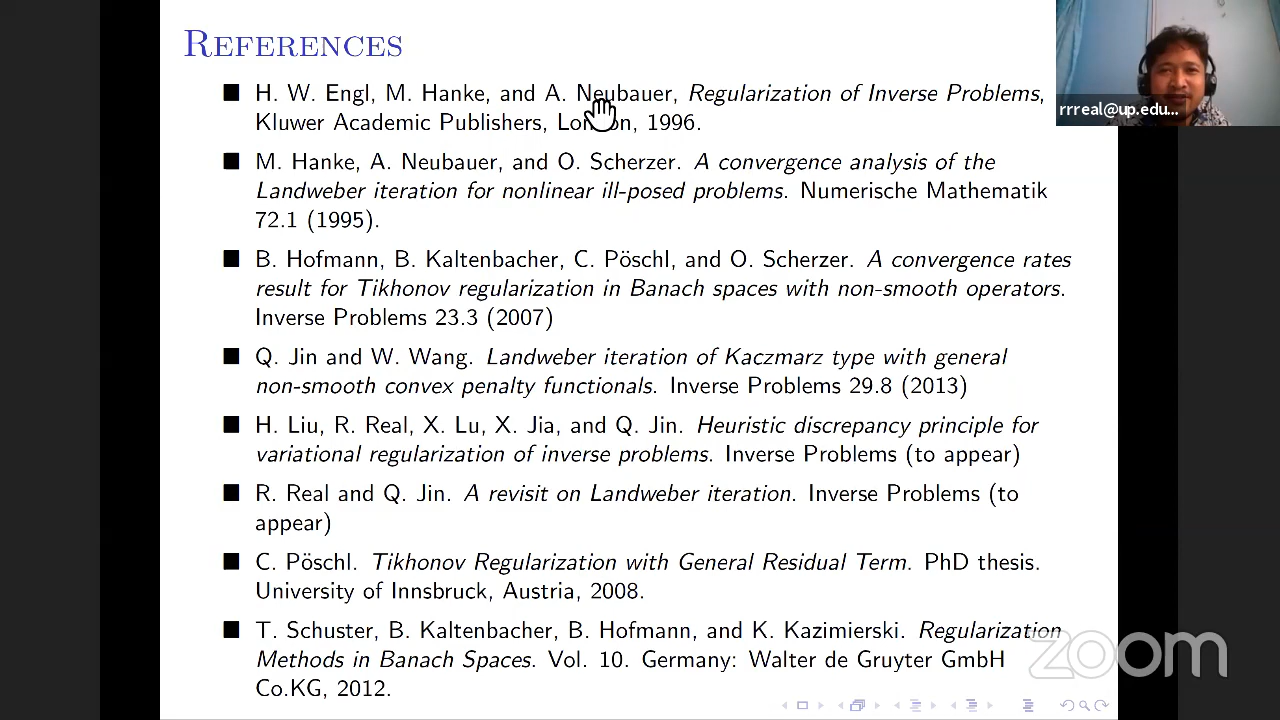 REFERENCES
H. W. Engl, M. Hanke, and A. Neubauer, Regularization of Inverse Problems,
Kluwer Academic Publishers, London, 1996.
M. Hanke, A. Neubauer, and O. Scherzer. A convergence analysis of the
Landweber iteration for nonlinear ill-posed problems. Numerische Mathematik
72.1 (1995).
B. Hofmann, B. Kaltenbacher, C. Pöschl, and O. Scherzer. A convergence rates
result for Tikhonov regularization in Banach spaces with non-smooth operators.
Inverse Problems 23.3 (2007)
Q. Jin and W. Wang. Landweber iteration of Kaczmarz type with general
non-smooth convex penalty functionals. Inverse Problems 29.8 (2013)
H. Liu, R. Real, X. Lu, X. Jia, and Q. Jin. Heuristic discrepancy principle for
variational regularization of inverse problems. Inverse Problems (to appear)
R. Real and Q. Jin. A revisit on Landweber iteration. Inverse Problems (to
appear)
C. Pöschl. Tikhonov Regularization with General Residual Term. PhD thesis.
University of Innsbruck, Austria, 2008.
T. Schuster, B. Kaltenbacher, B. Hofmann, and K. Kazimierski. Regularization
Methods in Banach Spaces. Vol. 10. Germany: Walter de Gruyter GmbH
Co.KG, 2012.
rrreal@up.edu...
zoom